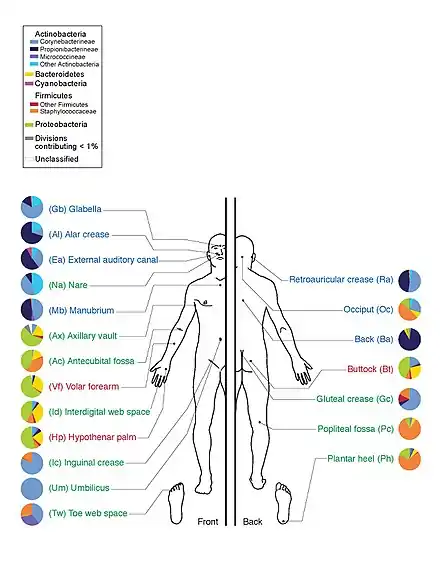 Actinobacteria
Corynebacterineae
Propionibacterineae
Micrococcineae
Other Actinobacteria
Bacteroidetes
Cyanobacteria
Firmicutes
Other Firmicutes
Staphylococcaceae
Proteobacteria
Divisions
contributing < 1%
Unclassified
(Gb) Glabella
(Al) Alar crease
(Ea) External auditory canal
(Na) Nare
(Mb) Manubrium
(Ax) Axillary vault
(Ac) Antecubital fossa
(Vf) Volar forearm
(Id) Interdigital web space
(Hp) Hypothenar palm
(Ic) Inguinal crease
(Um) Umbilicus
(Tw) Toe web space
Retroauricular crease (Ra)
Occiput (Oc)
Back (Ba)
Buttock (Bt)
Gluteal crease (Gc)
Popliteal fossa (Pc)
Plantar heel (Ph)
Front
Back